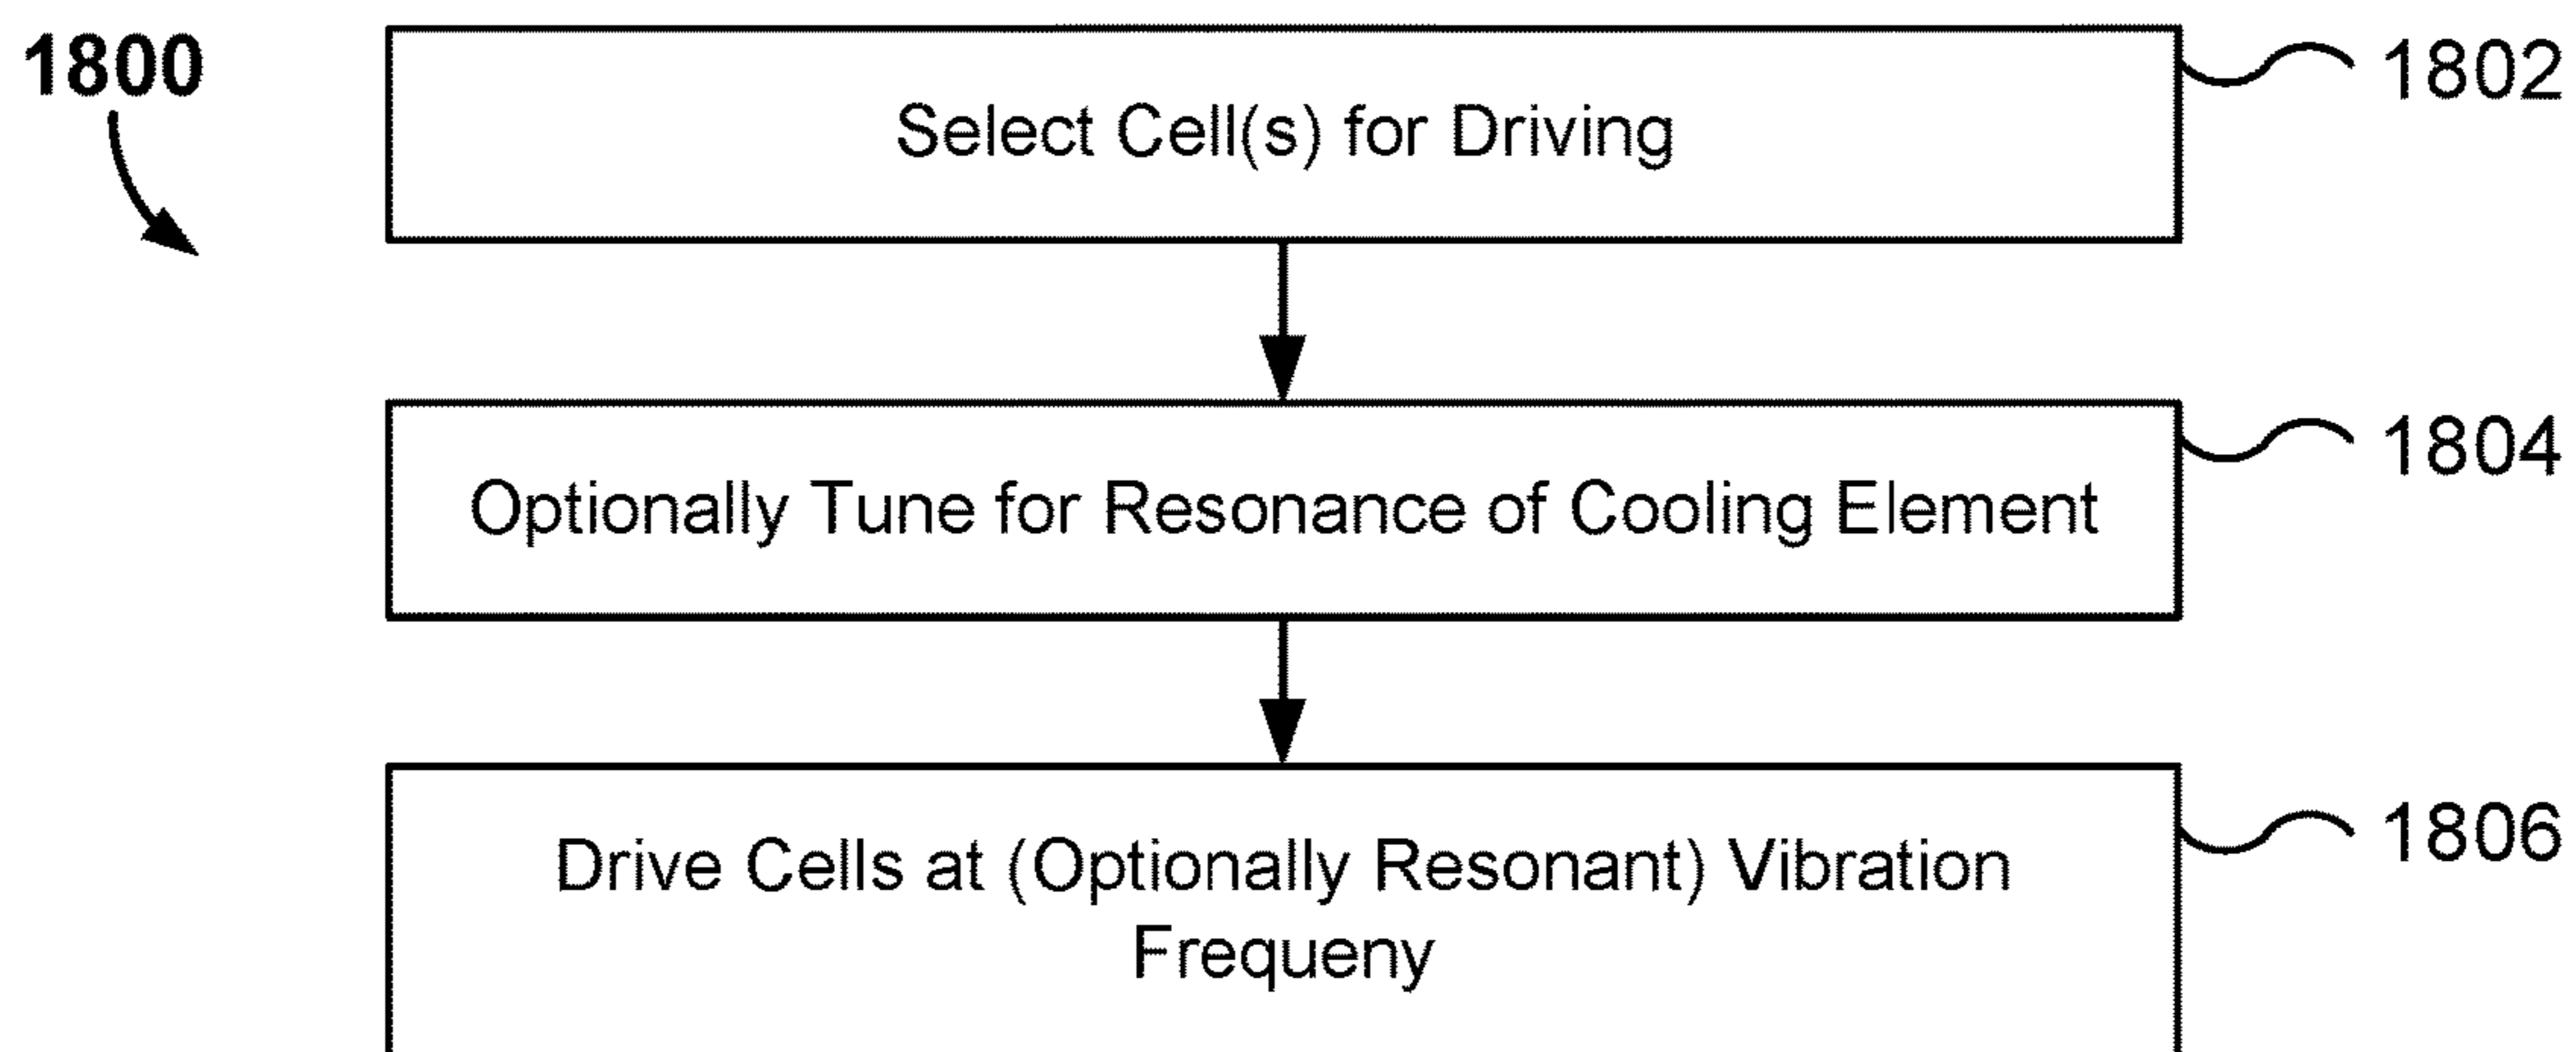 1800
Select Cell(s) for Driving
1802
Optionally Tune for Resonance of Cooling Element
1804
Drive Cells at (Optionally Resonant) Vibration
Frequeny
1806